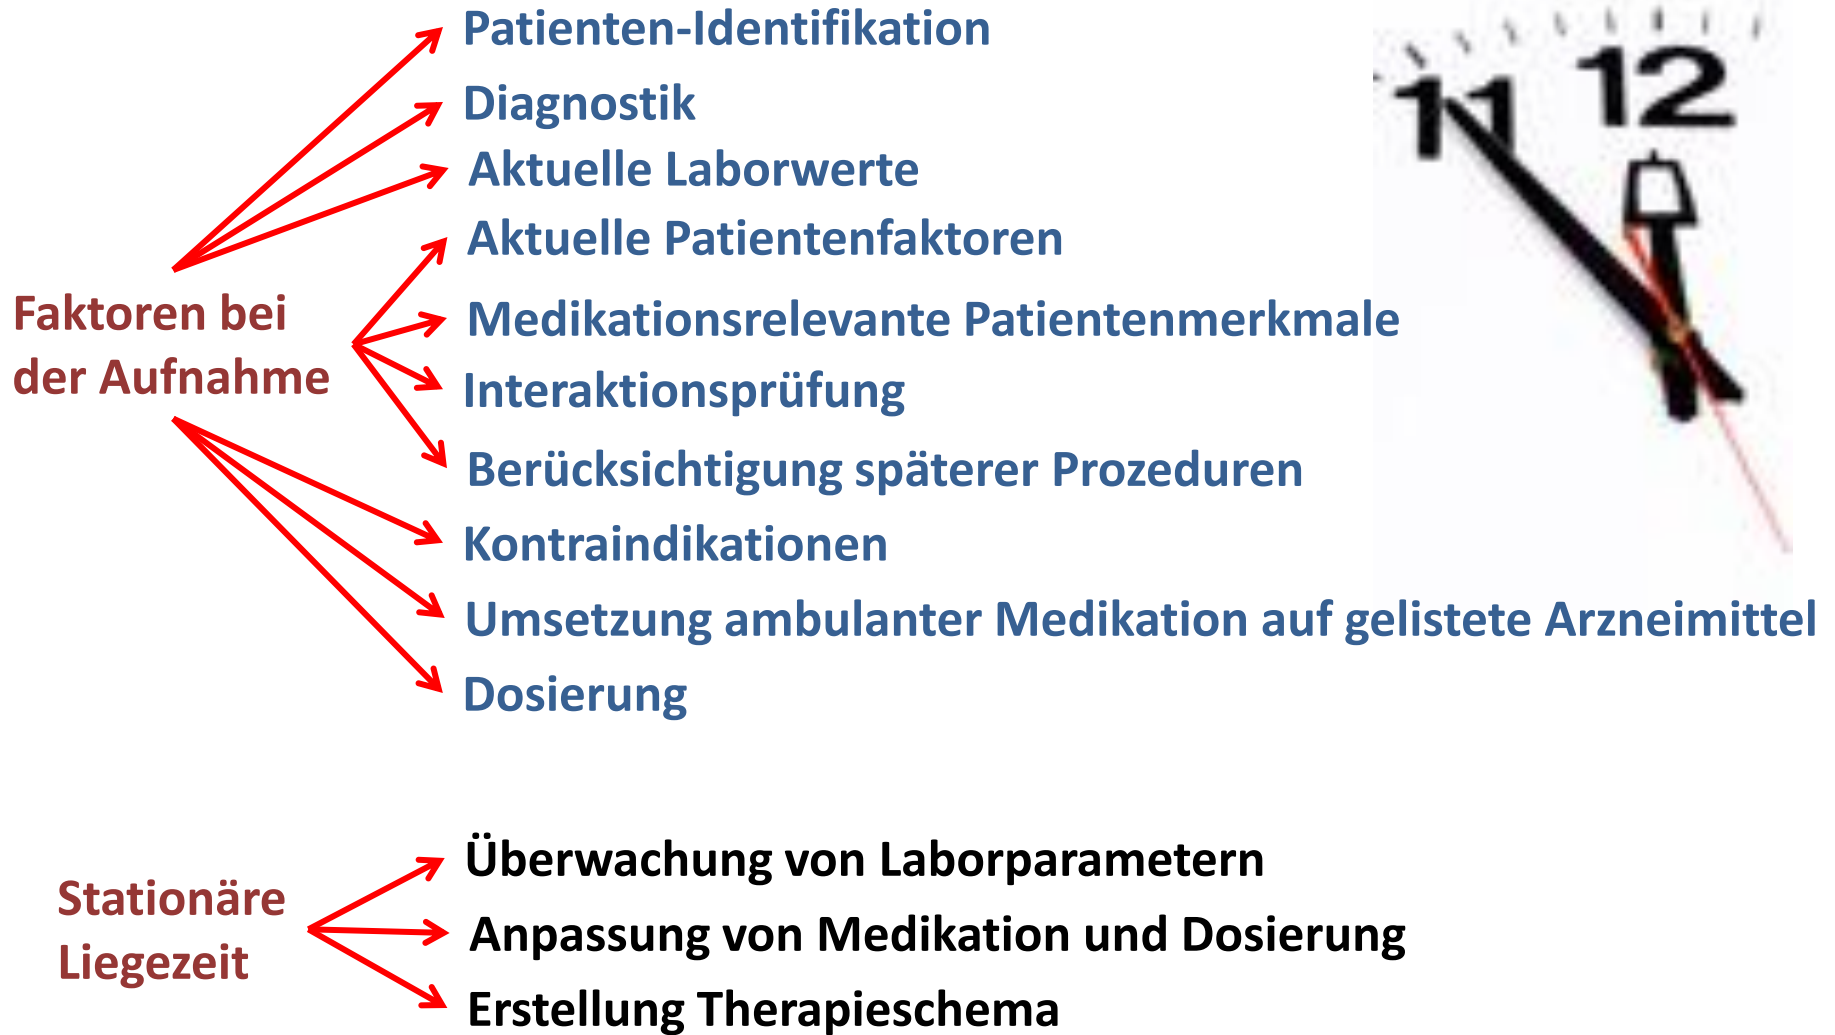 Patienten-Identifikation
Diagnostik
Aktuelle Laborwerte
Aktuelle Patientenfaktoren
Faktoren bei
der Aufnahme
Medikationsrelevante Patientenmerkmale
Interaktionsprüfung
Berücksichtigung späterer Prozeduren
Kontraindikationen
Umsetzung ambulanter Medikation auf gelistete Arzneimittel
Dosierung
Stationäre
Liegezeit
Überwachung von Laborparametern
Anpassung von Medikation und Dosierung
Erstellung Therapieschema
11
12